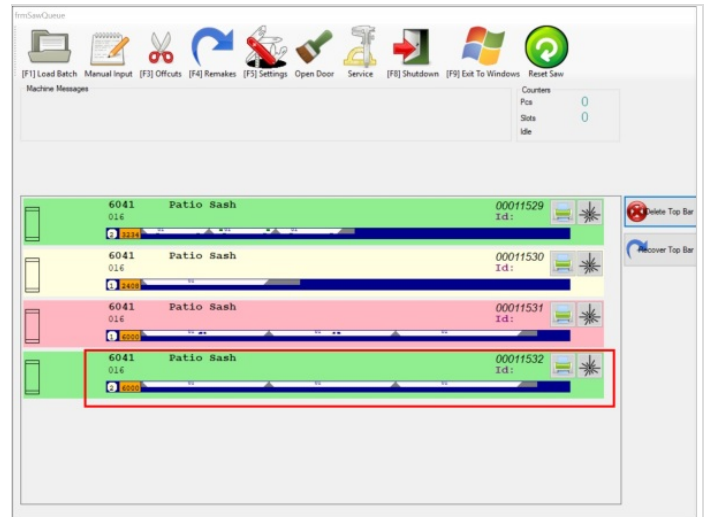 frmSawQueue
[F1] Load Batch Manual Input [F3] Offcuts [F4] Remakes [F5] Settings Open Door Service [F8] Shutdown [F9] Exit To Windows Reset Saw
Machine Messages
Counters
Pcs 0
Slots 0
Idle
6041 Patio Sash 00011529
016 Id:
3234
Delete Top Bar
6041 Patio Sash 00011530
016 Id:
1 2408
Recover Top Bar
6041 Patio Sash 00011531
016 Id:
6000
6041 Patio Sash 00011532
016 Id:
6000